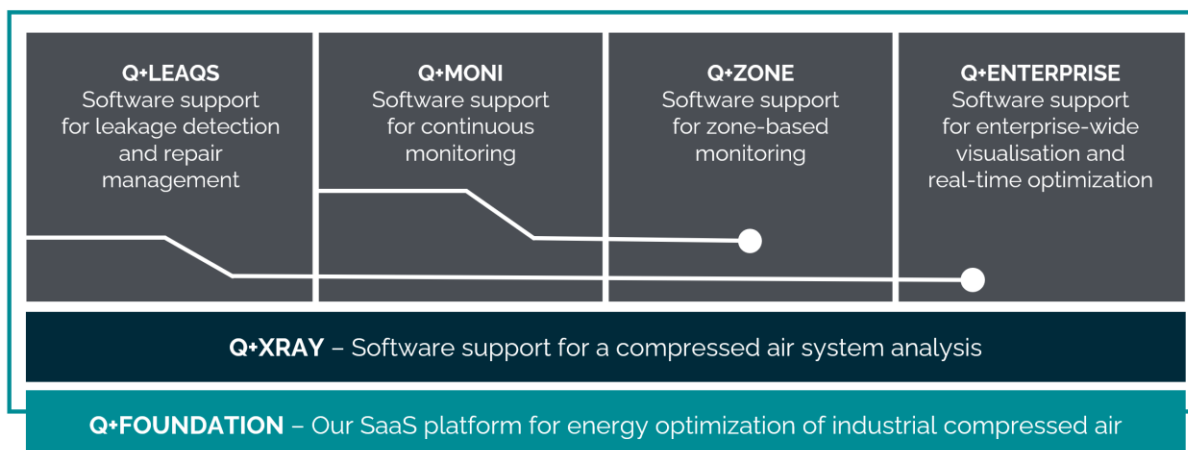 Q+LEAQS
Software support
for leakage detection
and repair
management
Q+MONI
Software support
for continuous
monitoring
Q+ZONE
Software support
for zone-based
monitoring
Q+ENTERPRISE
Software support
for enterprise-wide
visualisation and
real-time optimization
Q+XRAY – Software support for a compressed air system analysis
Q+FOUNDATION – Our SaaS platform for energy optimization of industrial compressed air